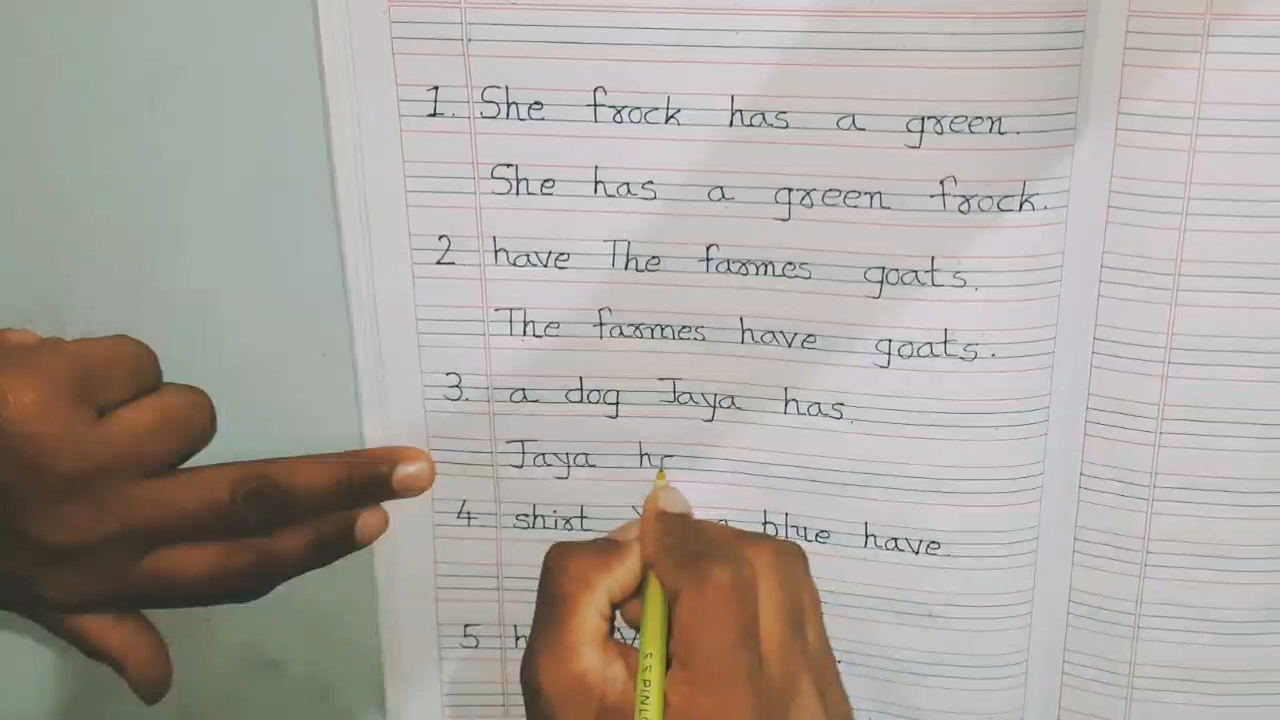 1. She frock has a green.
She has a green frock.
2 have The farmes goats.
The farmes have goats.
3. a dog Jaya has.
Jaya
4 shirt blue have
5